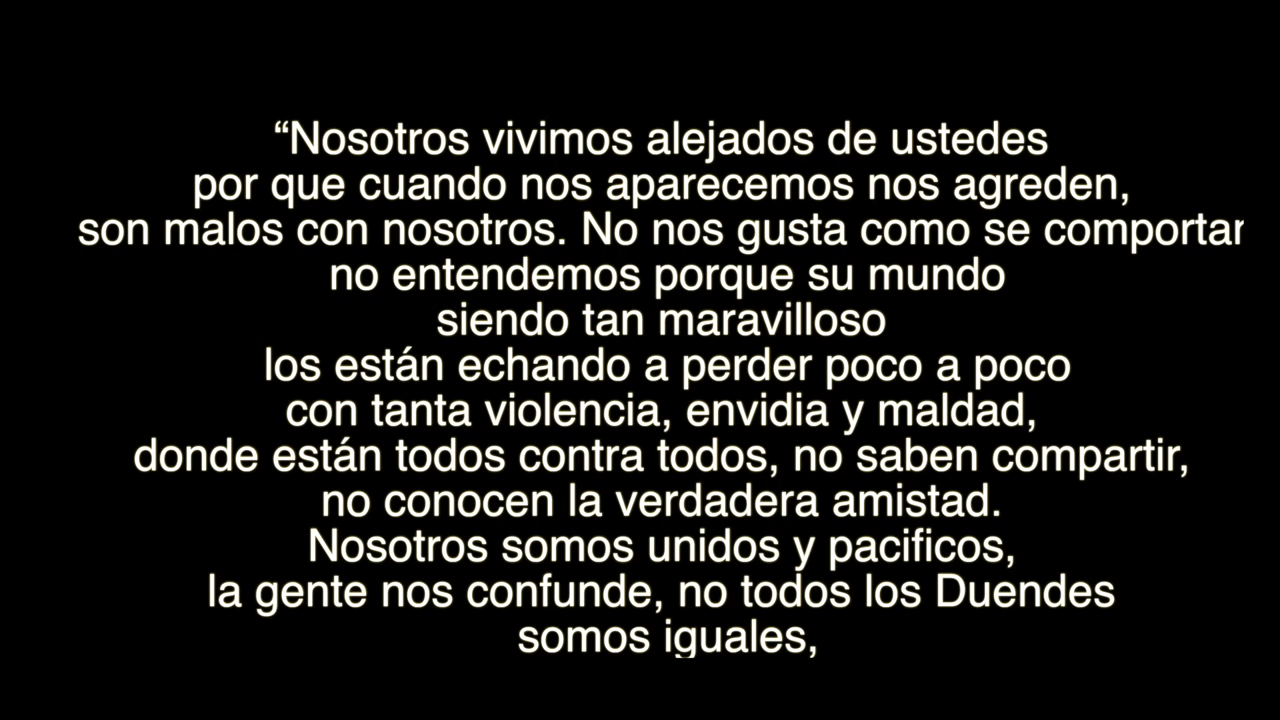 “Nosotros vivimos alejados de ustedes
por que cuando nos aparecemos nos agreden,
son malos con nosotros. No nos gusta como se comportan
no entendemos porque su mundo
siendo tan maravilloso
los están echando a perder poco a poco
con tanta violencia, envidia y maldad,
donde están todos contra todos, no saben compartir,
no conocen la verdadera amistad.
Nosotros somos unidos y pacificos,
la gente nos confunde, no todos los Duendes
somos iguales,